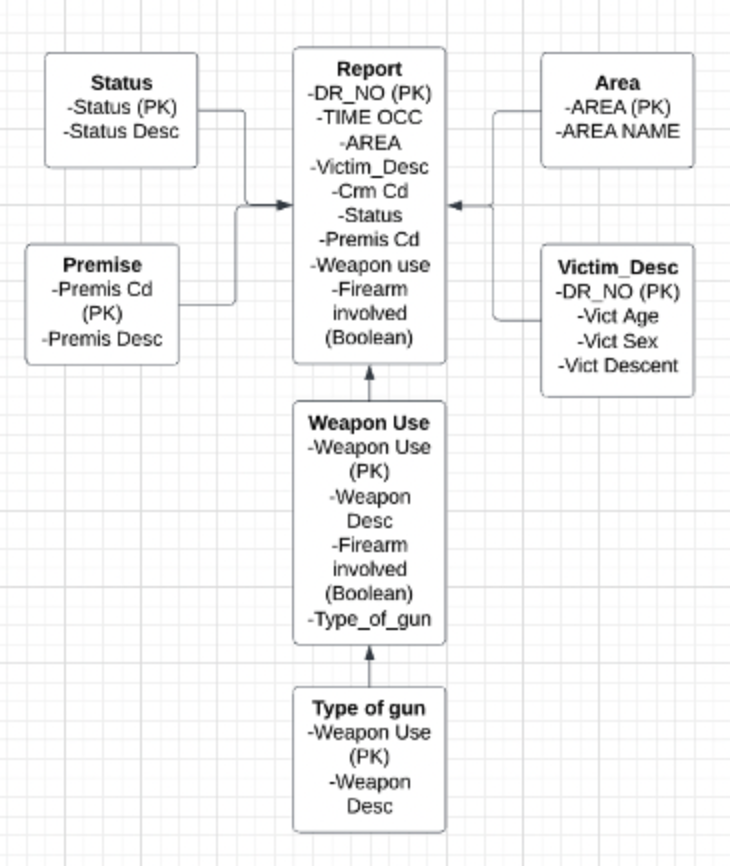 Status
-Status (PK)
-Status Desc
Report
-DR_NO (PK)
-TIME OCC
-AREA
-Victim_Desc
-Crm Cd
-Status
-Premis Cd
-Weapon use
-Firearm
involved
(Boolean)
Area
-AREA (PK)
-AREA NAME
Premise
-Premis Cd
(PK)
-Premis Desc
Victim_Desc
-DR_NO (PK)
-Vict Age
-Vict Sex
-Vict Descent
Weapon Use
-Weapon Use
(PK)
-Weapon
Desc
-Firearm
involved
(Boolean)
-Type_of_gun
Type of gun
-Weapon Use
(PK)
-Weapon
Desc